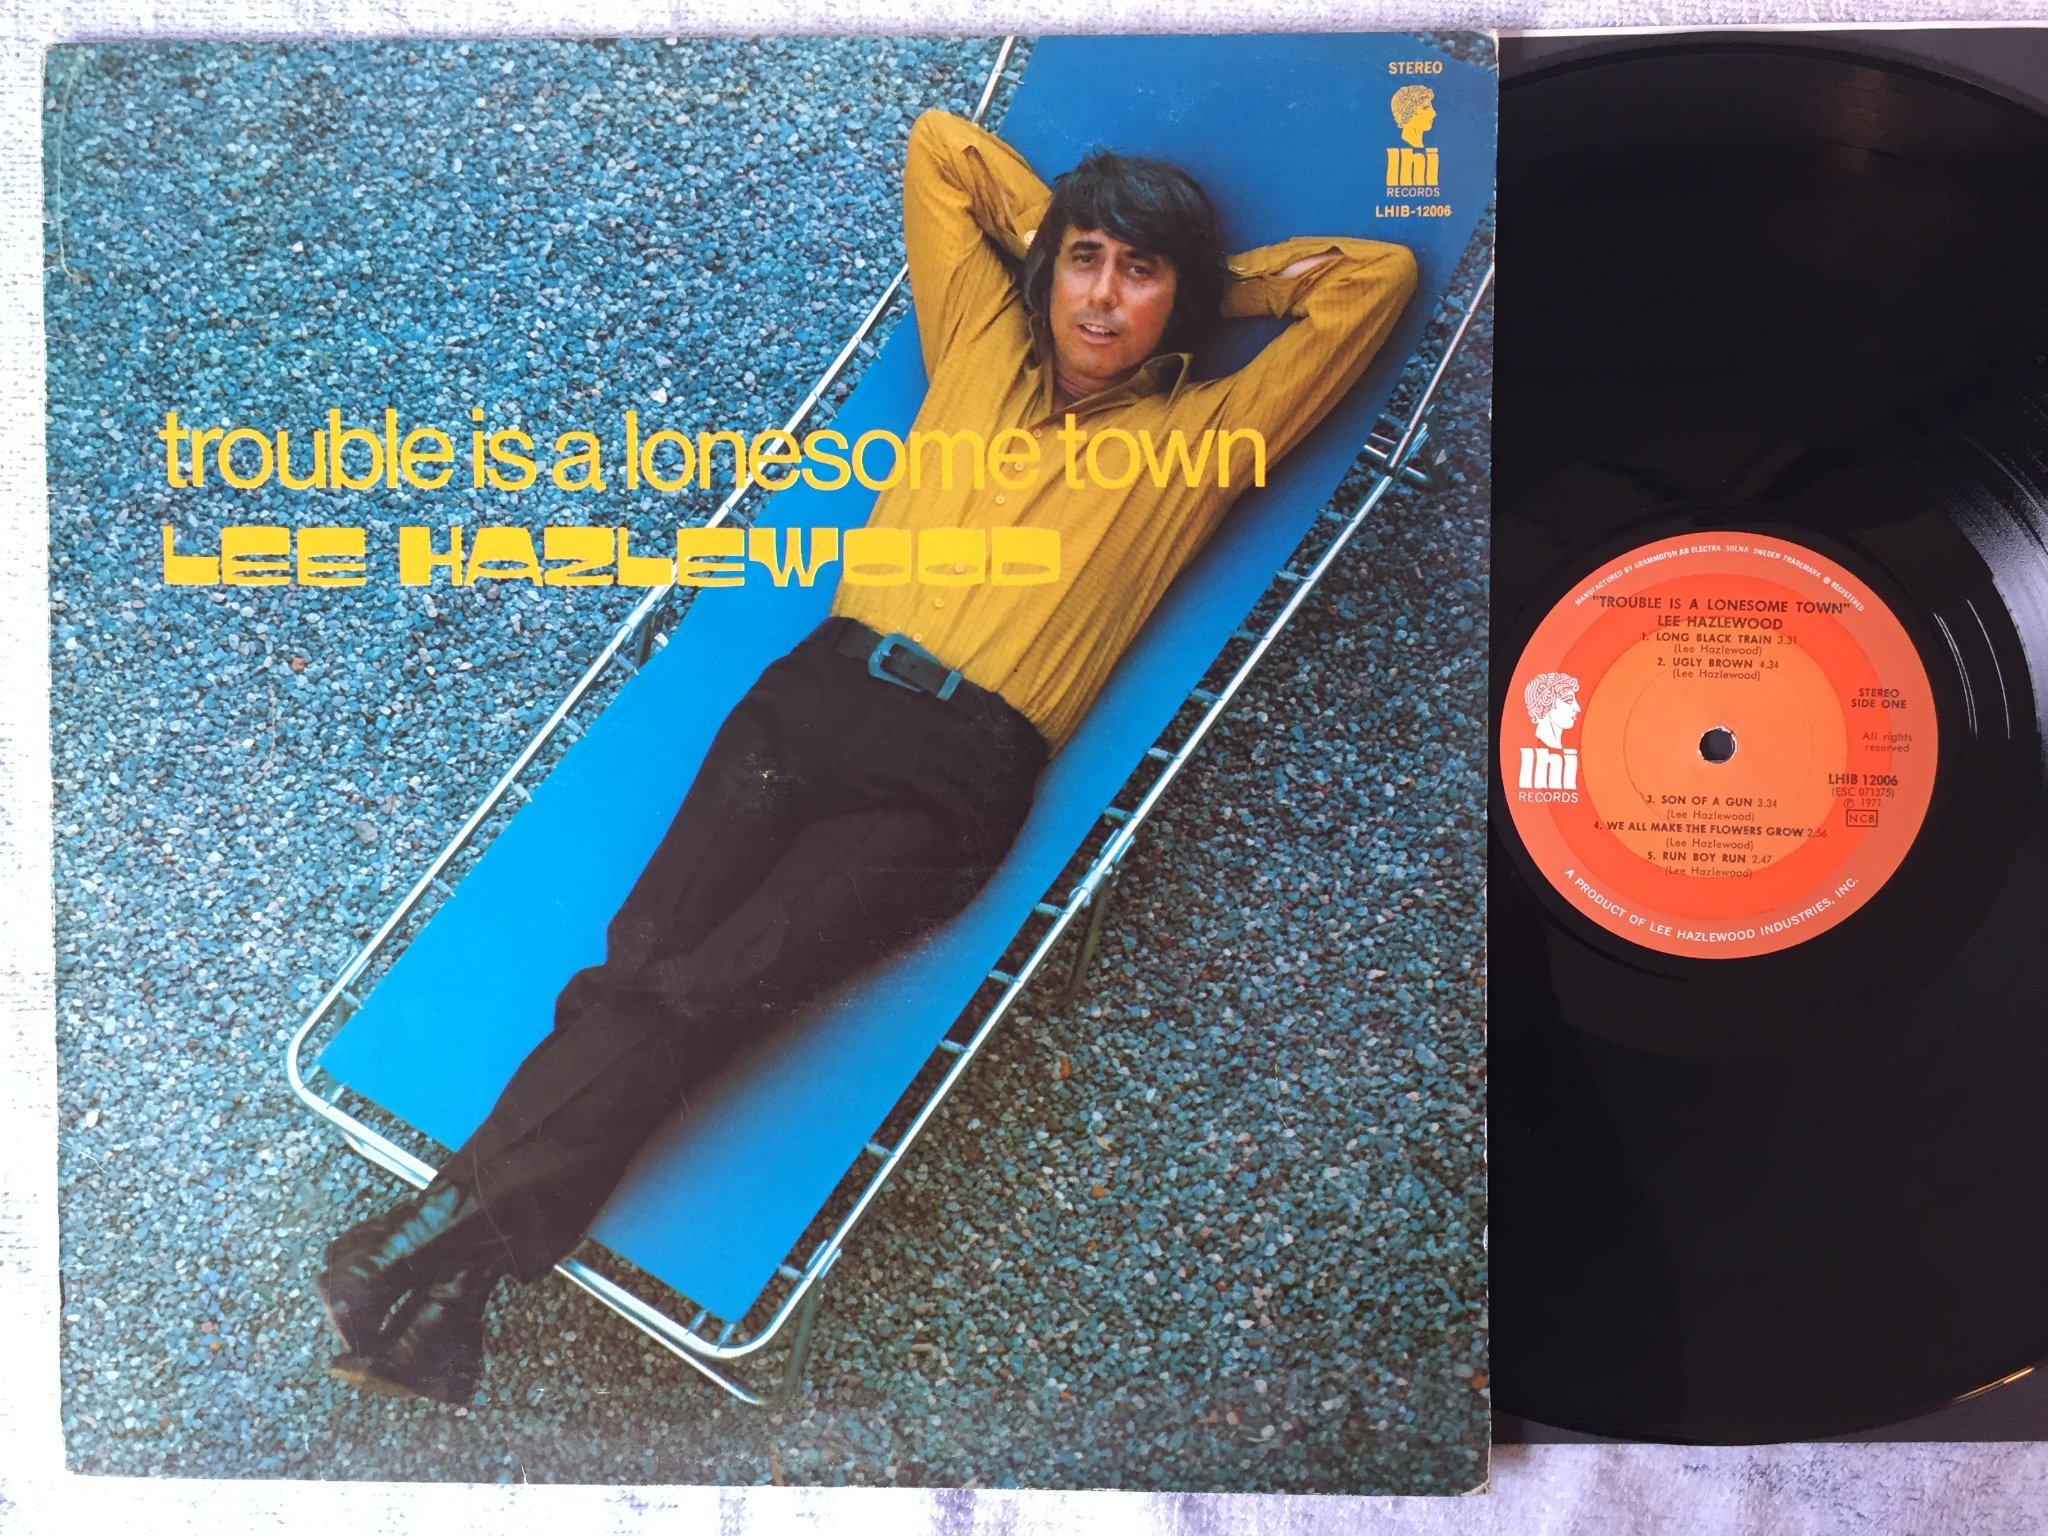 STEREO
lhi
RECORDS
LHIB-12006
trouble is a lonesome town
LEE HAZLEWOOD
MANUFACTURED BY GRAMMOFON AB ELECTRA, SOLNA, SWEDEN TRADEMARK ® REGISTERED
"TROUBLE IS A LONESOME TOWN"
LEE HAZLEWOOD
1. LONG BLACK TRAIN 3.31
(Lee Hazlewood)
2. UGLY BROWN 4.34
(Lee Hazlewood)
STEREO
SIDE ONE
All rights
reserved
lhi
RECORDS
LHIB 12006
(ESC 071375)
℗ 1971
NCB
3. SON OF A GUN 3.34
(Lee Hazlewood)
4. WE ALL MAKE THE FLOWERS GROW 2.56
(Lee Hazlewood)
5. RUN BOY RUN 2.47
(Lee Hazlewood)
A PRODUCT OF LEE HAZLEWOOD INDUSTRIES, INC.